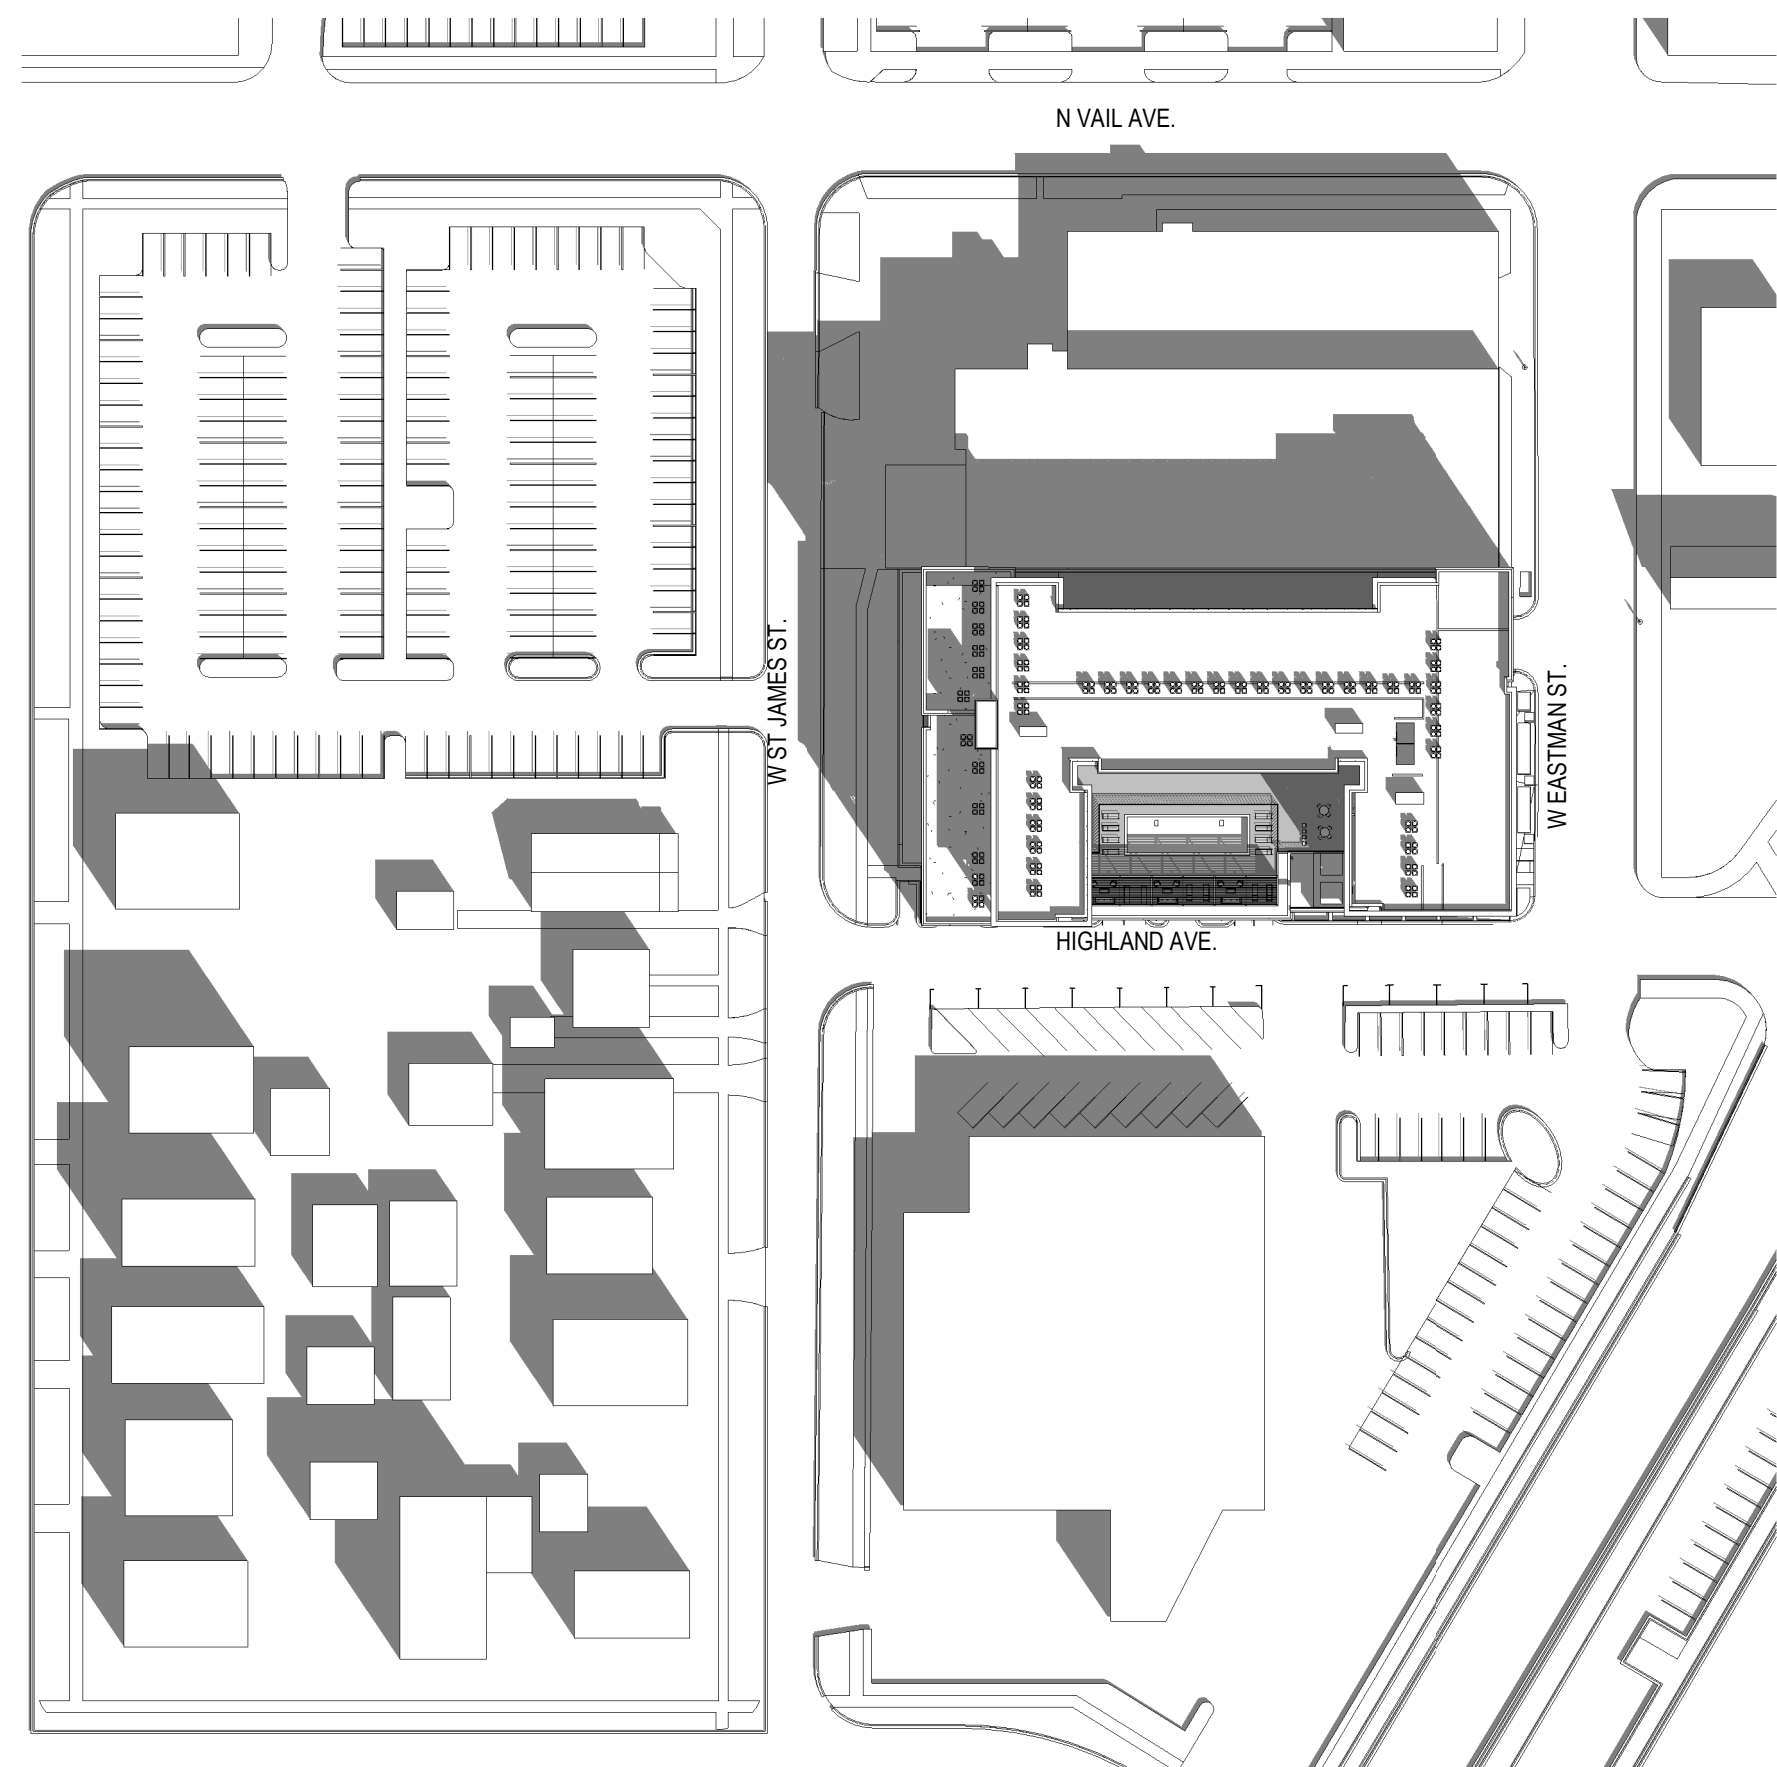 N VAIL AVE.
W ST. JAMES ST.
W EASTMAN ST.
HIGHLAND AVE.